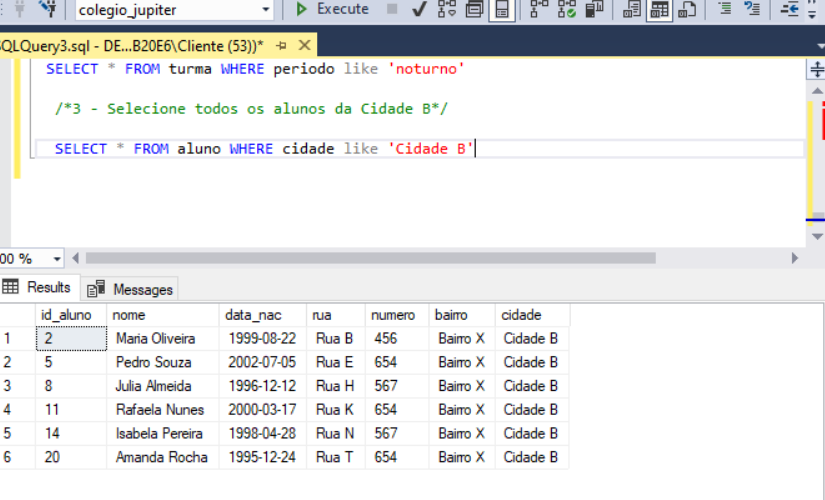 colegio_jupiter Execute
SQLQuery3.sql - DE...B20E6\Cliente (53))*
SELECT * FROM turma WHERE periodo like 'noturno'
/*3 - Selecione todos os alunos da Cidade B*/
SELECT * FROM aluno WHERE cidade like 'Cidade B'
00 %
Results Messages
id_aluno nome data_nac rua numero bairro cidade
1 2 Maria Oliveira 1999-08-22 Rua B 456 Bairro X Cidade B
2 5 Pedro Souza 2002-07-05 Rua E 654 Bairro X Cidade B
3 8 Julia Almeida 1996-12-12 Rua H 567 Bairro X Cidade B
4 11 Rafaela Nunes 2000-03-17 Rua K 654 Bairro X Cidade B
5 14 Isabela Pereira 1998-04-28 Rua N 567 Bairro X Cidade B
6 20 Amanda Rocha 1995-12-24 Rua T 654 Bairro X Cidade B